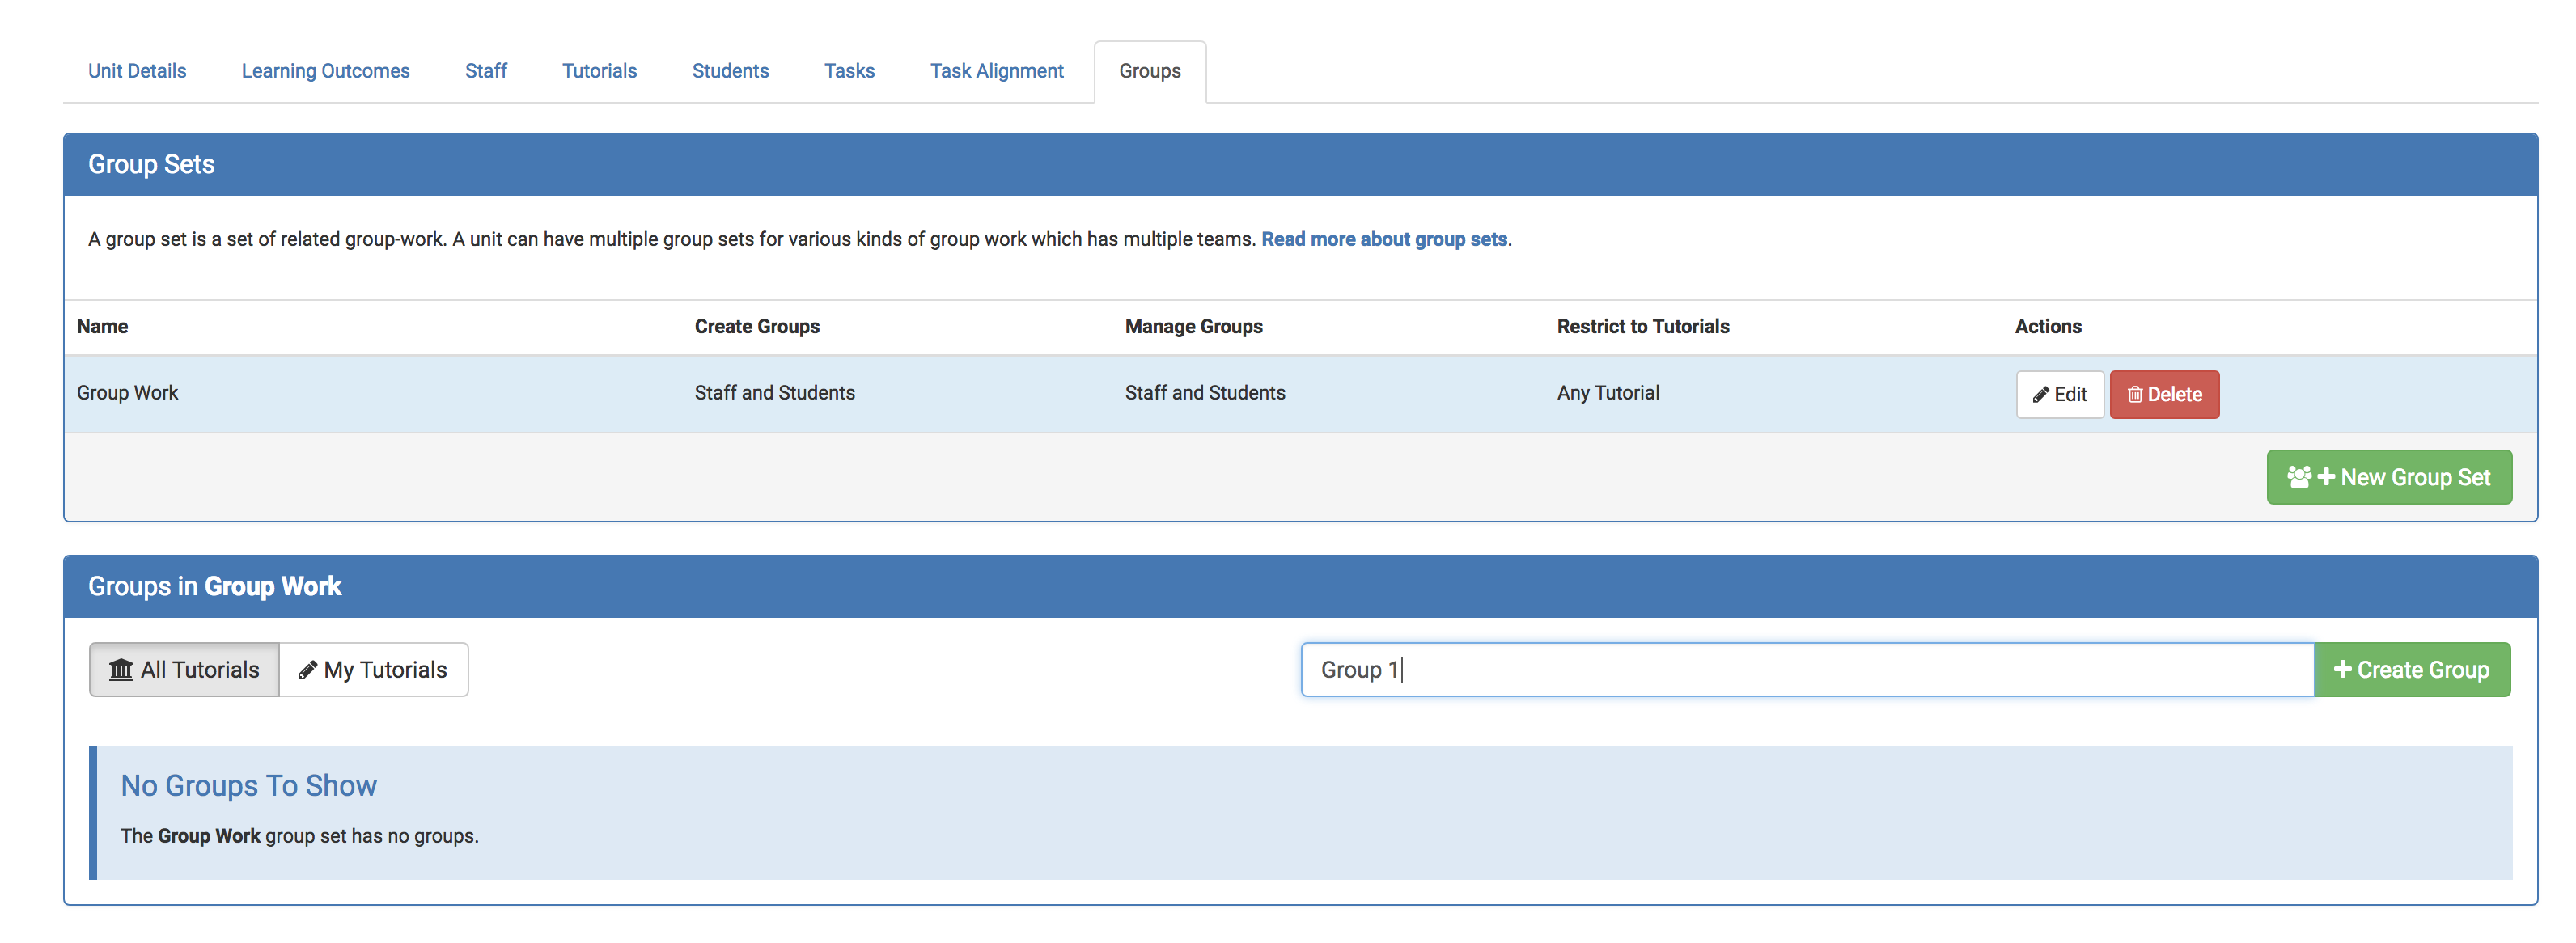 Unit Details Learning Outcomes Staff Tutorials Students Tasks Task Alignment Groups
Group Sets
A group set is a set of related group-work. A unit can have multiple group sets for various kinds of group work which has multiple teams. Read more about group sets.
Name Create Groups Manage Groups Restrict to Tutorials Actions
Group Work Staff and Students Staff and Students Any Tutorial Edit Delete
New Group Set
Groups in Group Work
All Tutorials My Tutorials Group 1 Create Group
No Groups To Show
The Group Work group set has no groups.